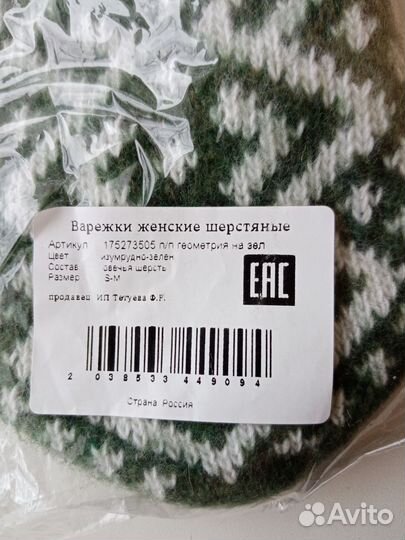 Варежки женские шерстяные
Артикул 175273505 п/п геометрия на зел
Цвет изумрудно-зелен
Состав овечья шерсть
Размер S-M
продавец ИП Тетуева Ф.Р.
EAC
2 038533 449094
Страна Россия
Avito